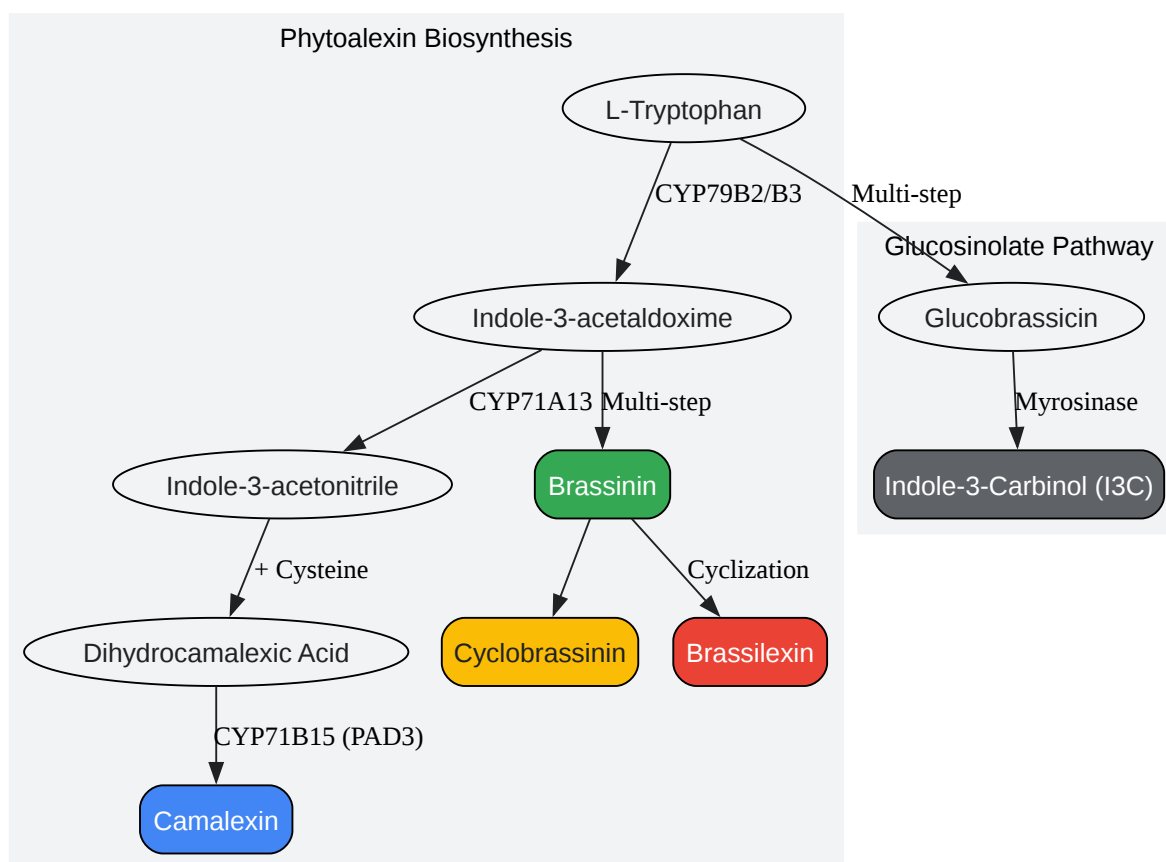 Phytoalexin Biosynthesis
L-Tryptophan
CYP79B2/B3
Multi-step
Glucosinolate Pathway
Indole-3-acetaldoxime
Glucobrassicin
CYP71A13
Multi-step
Myrosinase
Indole-3-acetonitrile
Brassinin
Indole-3-Carbinol (I3C)
+ Cysteine
Cyclization
Dihydrocamalexic Acid
Cyclobrassinin
Brassilexin
CYP71B15 (PAD3)
Camalexin